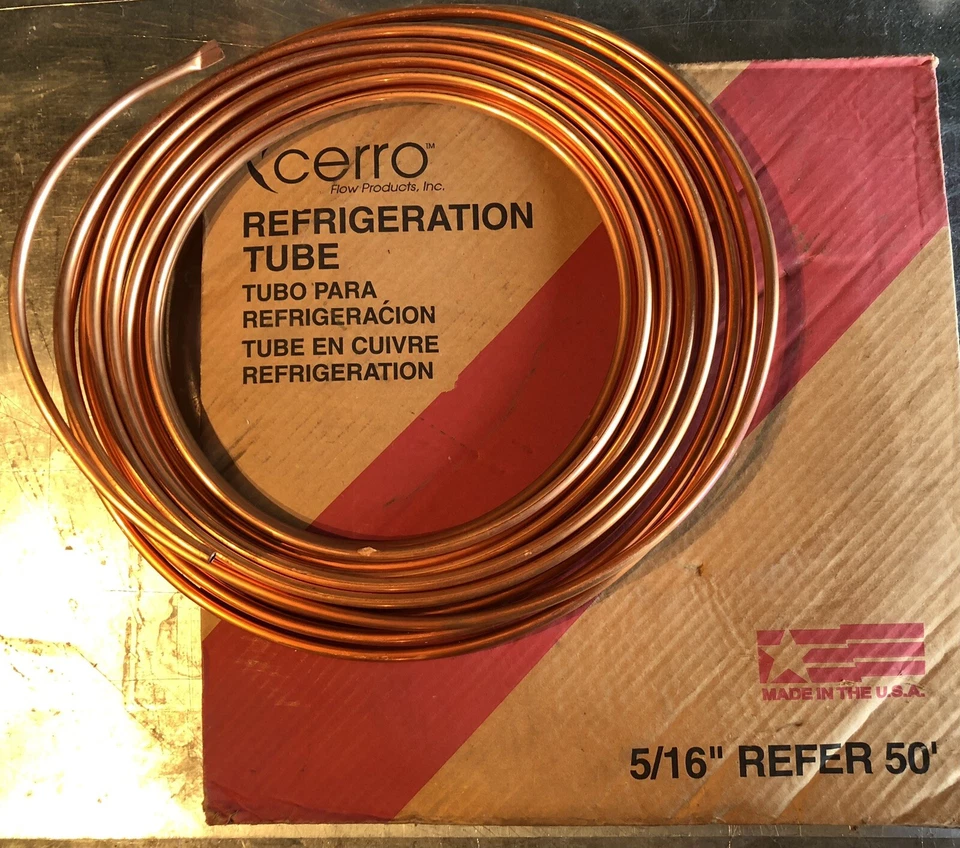 cerro™
Flow Products, Inc.
REFRIGERATION
TUBE
TUBO PARA
REFRIGERAĆION
TUBE EN CUIVRE
REFRIGERATION
MADE IN THE U.S.A.
5/16" REFER 50'